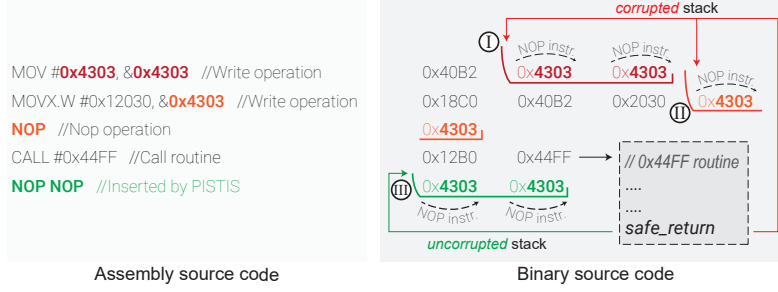 MOV #0x4303, &0x4303 //Write operation
MOVX.W #0x12030, &0x4303 //Write operation
NOP //Nop operation
CALL #0x44FF //Call routine
NOP NOP //Inserted by PISTIS
Assembly source code
corrupted stack
I
NOP instr. NOP instr.
0x40B2 0x4303 0x4303
NOP instr.
0x18C0 0x40B2 0x2030 II 0x4303
0x4303
0x12B0 0x44FF // 0x44FF routine
III 0x4303 0x4303 ....
NOP instr. NOP instr. ....
uncorrupted stack safe_return
Binary source code